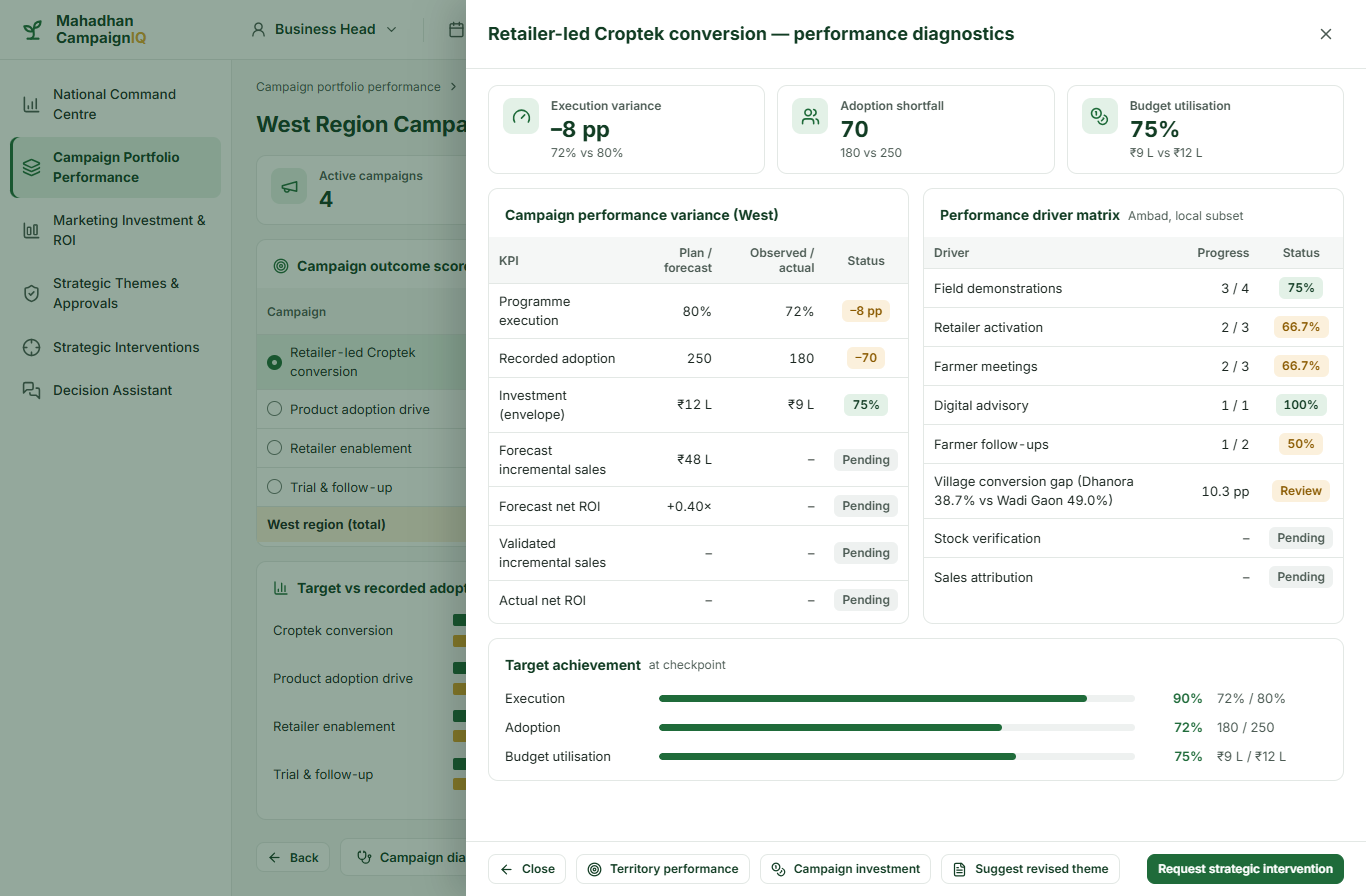 Mahadhan
CampaignIQ
Business Head
National Command
Centre
Campaign Portfolio
Performance
Marketing Investment &
ROI
Strategic Themes &
Approvals
Strategic Interventions
Decision Assistant
Campaign portfolio performance
West Region
Active campaigns
4
Campaign outcome
Campaign
Retailer-led Croptek
conversion
Product adoption drive
Retailer enablement
Trial & follow-up
West region (total)
Target vs recorded
Croptek conversion
Product adoption drive
Retailer enablement
Trial & follow-up
Back
Campaign
Retailer-led Croptek conversion — performance diagnostics
Execution variance
−8 pp
72% vs 80%
Adoption shortfall
70
180 vs 250
Budget utilisation
75%
₹9 L vs ₹12 L
Campaign performance variance (West)
KPI Plan / forecast Observed / actual Status
Programme execution 80% 72% −8 pp
Recorded adoption 250 180 −70
Investment (envelope) ₹12 L ₹9 L 75%
Forecast incremental sales ₹48 L – Pending
Forecast net ROI +0.40× – Pending
Validated incremental sales – – Pending
Actual net ROI – – Pending
Performance driver matrix Ambad, local subset
Driver Progress Status
Field demonstrations 3 / 4 75%
Retailer activation 2 / 3 66.7%
Farmer meetings 2 / 3 66.7%
Digital advisory 1 / 1 100%
Farmer follow-ups 1 / 2 50%
Village conversion gap (Dhanora 38.7% vs Wadi Gaon 49.0%) 10.3 pp Review
Stock verification – Pending
Sales attribution – Pending
Target achievement at checkpoint
Execution 90% 72% / 80%
Adoption 72% 180 / 250
Budget utilisation 75% ₹9 L / ₹12 L
Close
Territory performance
Campaign investment
Suggest revised theme
Request strategic intervention